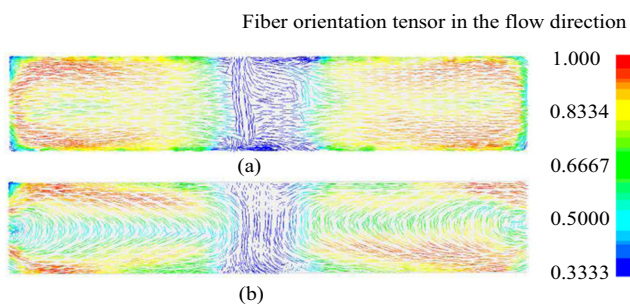 Fiber orientation tensor in the flow direction
1.000
0.8334
0.6667
0.5000
0.3333
(a)
(b)